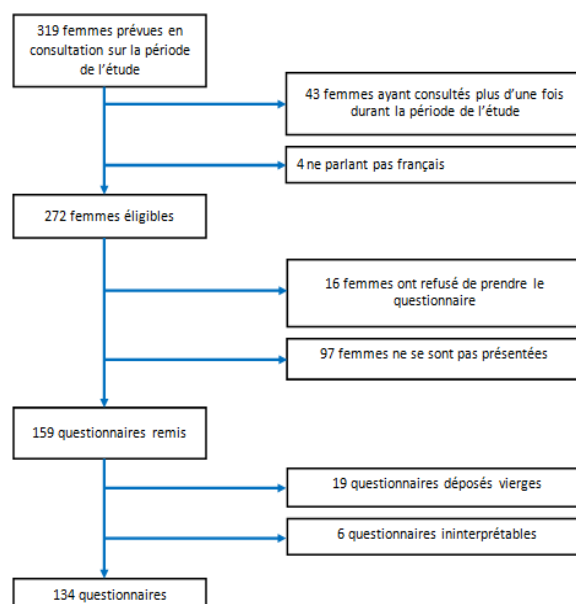 319 femmes prévues en
consultation sur la période
de l'étude
43 femmes ayant consultés plus d'une fois
durant la période de l'étude
4 ne parlant pas français
272 femmes éligibles
16 femmes ont refusé de prendre le
questionnaire
97 femmes ne se sont pas présentées
159 questionnaires remis
19 questionnaires déposés vierges
6 questionnaires ininterprétables
134 questionnaires